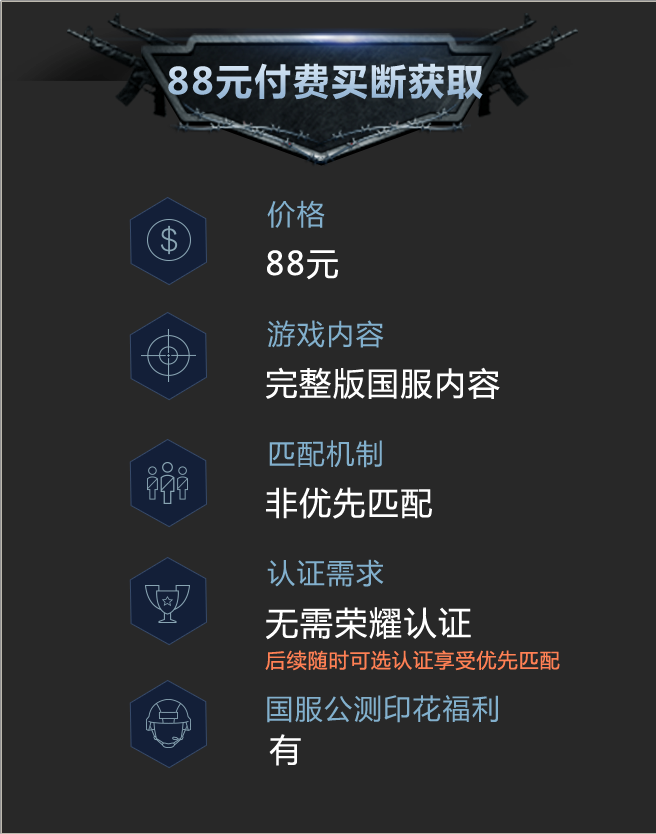 88元付费买断获取
价格
88元
游戏内容
完整版国服内容
匹配机制
非优先匹配
认证需求
无需荣耀认证
后续随时可选认证享受优先匹配
国服公测印花福利
有